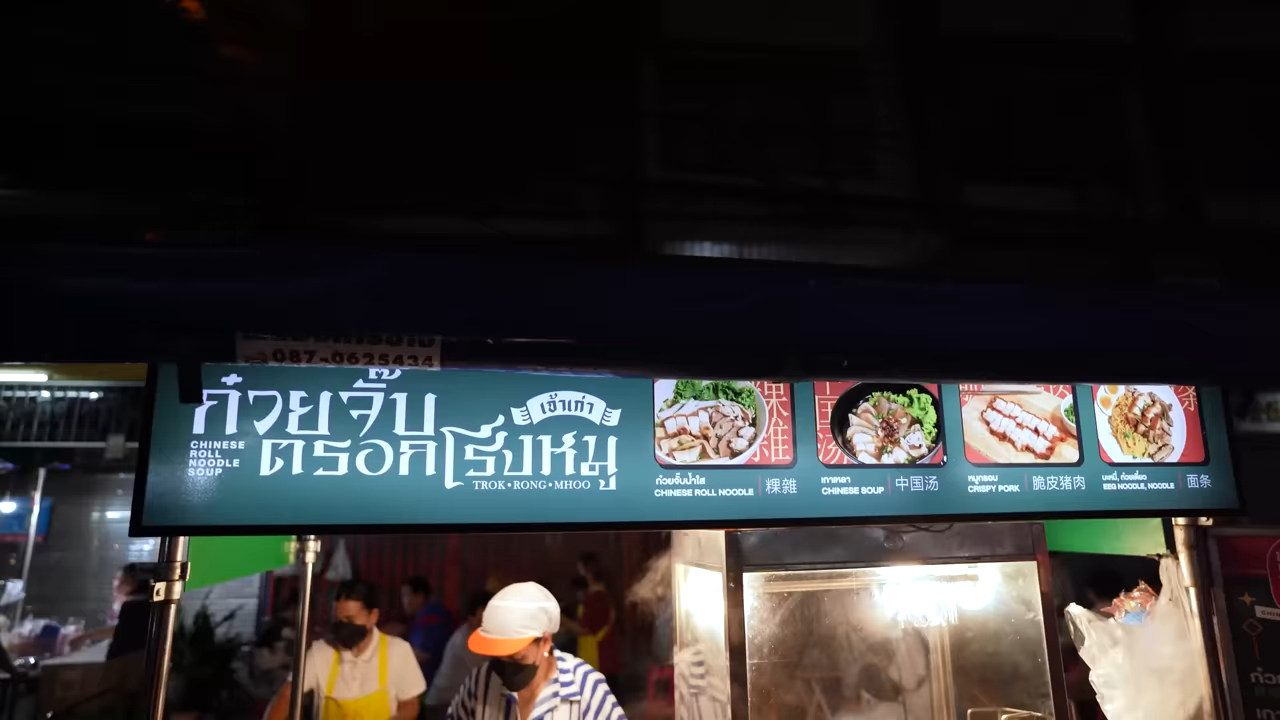 087-0625434
ก๋วยจั๊บ
ตรอกโรงหมู
เจ้าเก่า
CHINESE
ROLL
NOODLE
SOUP
TROK•RONG•MHOO
ก๋วยจั๊บน้ำใส
CHINESE ROLL NOODLE
粿雜
เกาเหลา
CHINESE SOUP
中国汤
หมูกรอบ
CRISPY PORK
脆皮猪肉
บะหมี่, ก๋วยเตี๋ยว
EEG NOODLE, NOODLE
面条